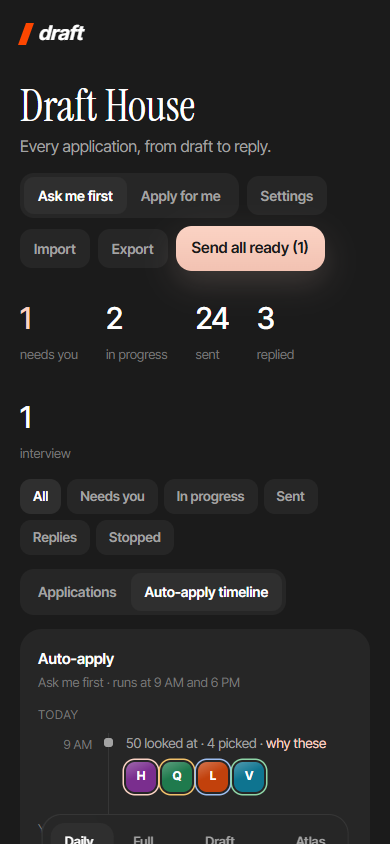 draft
Draft House
Every application, from draft to reply.
Ask me first Apply for me Settings
Import Export Send all ready (1)
1 2 24 3
needs you in progress sent replied
1
interview
All Needs you In progress Sent
Replies Stopped
Applications Auto-apply timeline
Auto-apply
Ask me first · runs at 9 AM and 6 PM
TODAY
9 AM 50 looked at · 4 picked · why these
H Q L V
Daily Full Draft Atlas